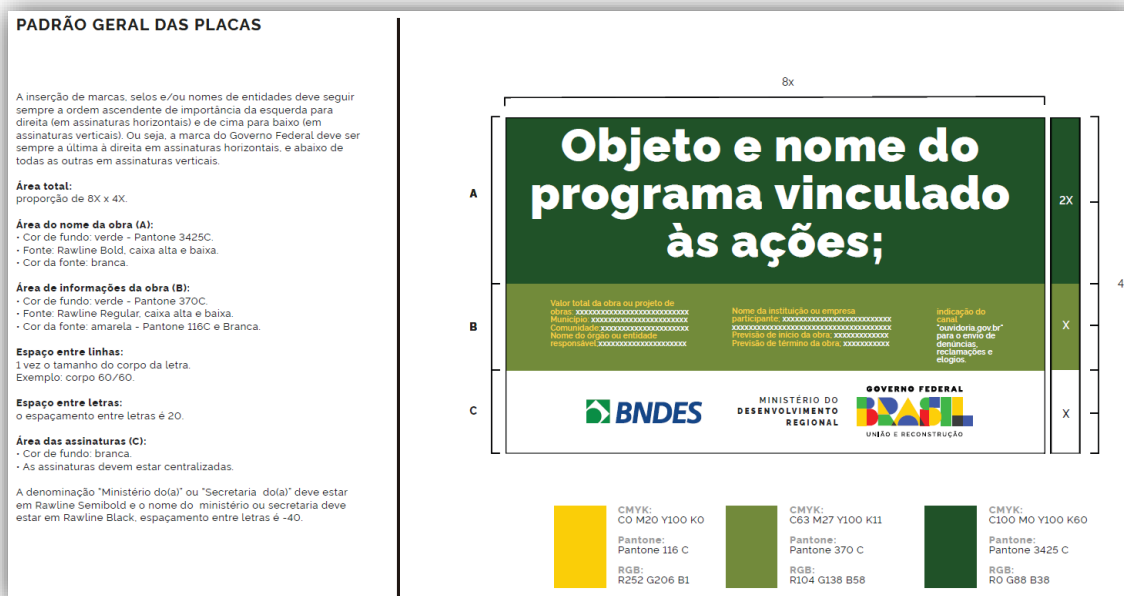 PADRÃO GERAL DAS PLACAS
A inserção de marcas, selos e/ou nomes de entidades deve seguir
sempre a ordem ascendente de importância da esquerda para
direita (em assinaturas horizontais) e de cima para baixo (em
assinaturas verticais). Ou seja, a marca do Governo Federal deve ser
sempre a última à direita em assinaturas horizontais, e abaixo de
todas as outras em assinaturas verticais.
Área total:
proporção de 8X x 4X.
Área do nome da obra (A):
• Cor de fundo: verde - Pantone 3425C.
• Fonte: Rawline Bold, caixa alta e baixa.
• Cor da fonte: branca.
Área de informações da obra (B):
• Cor de fundo: verde - Pantone 370C.
• Fonte: Rawline Regular, caixa alta e baixa.
• Cor da fonte: amarela - Pantone 116C e Branca.
Espaço entre linhas:
1 vez o tamanho do corpo da letra.
Exemplo: corpo 60/60.
Espaço entre letras:
o espaçamento entre letras é 20.
Área das assinaturas (C):
• Cor de fundo: branca.
• As assinaturas devem estar centralizadas.
A denominação "Ministério do(a)" ou "Secretaria do(a)" deve estar
em Rawline Semibold e o nome do ministério ou secretaria deve
estar em Rawline Black, espaçamento entre letras é -40.
8x
A
Objeto e nome do
programa vinculado
às ações;
2X
4
B
Valor total da obra ou projeto de
obras: xxxxxxxxxxxxxxxxxxxxxxxxxx
Município: xxxxxxxxxxxxxxxxxxxxxx
Comunidade:xxxxxxxxxxxxxxxxxxxx
Nome do órgão ou entidade
responsável:xxxxxxxxxxxxxxxxxxxx
Nome da instituição ou empresa
participante: xxxxxxxxxxxxxxxxxxxxxxxxx
xxxxxxxxxxxxxxxxxxxxxxxxxxxxxxxxxxxxx
Previsão de início da obra: xxxxxxxxxxxxx
Previsão de término da obra: xxxxxxxxxxx
indicação do
canal
"ouvidoria.gov.br"
para o envio de
denúncias,
reclamações e
elogios.
X
C
BNDES
MINISTÉRIO DO
DESENVOLVIMENTO
REGIONAL
GOVERNO FEDERAL
BRASIL
UNIÃO E RECONSTRUÇÃO
X
CMYK:
C0 M20 Y100 K0
Pantone:
Pantone 116 C
RGB:
R252 G206 B1
CMYK:
C63 M27 Y100 K11
Pantone:
Pantone 370 C
RGB:
R104 G138 B58
CMYK:
C100 M0 Y100 K60
Pantone:
Pantone 3425 C
RGB:
R0 G88 B38